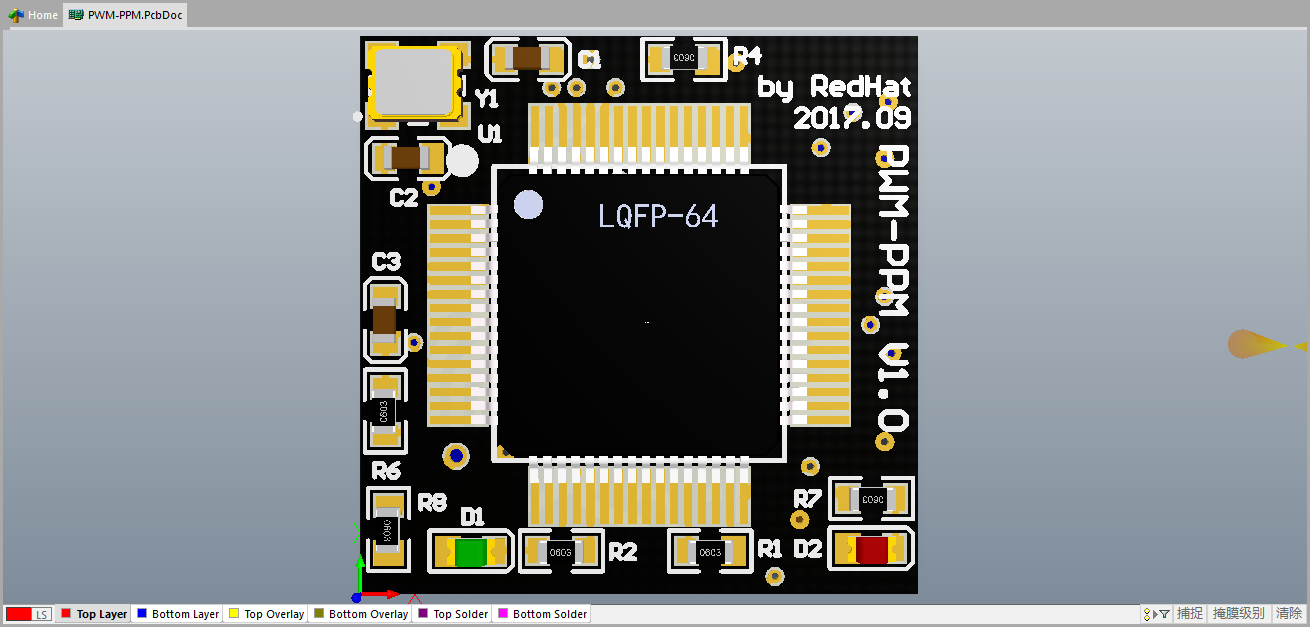 Home PWM-PPM.PcbDoc
R4
by RedHat
2017.09
Y1
U1
C2
LQFP-64
PWM-PPM V1.0
C3
0603
0603
R6
R8
0603
D1
0603
R2
0603
R1
R7
0603
D2
LS Top Layer Bottom Layer Top Overlay Bottom Overlay Top Solder Bottom Solder 捕捉 掩膜级别 清除